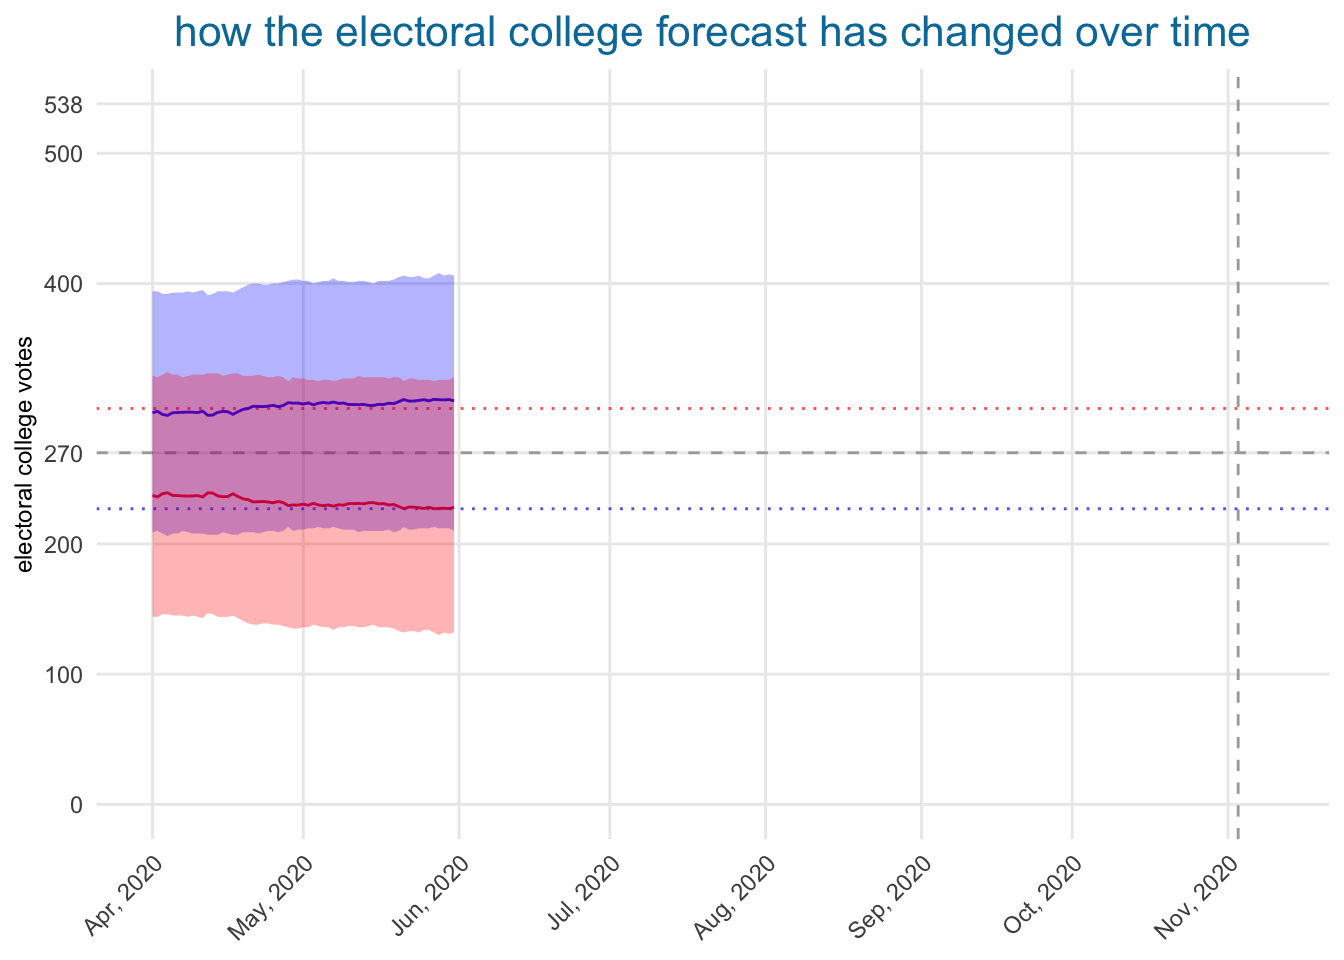 how the electoral college forecast has changed over time
538
500
400
270
200
100
0
electoral college votes
Apr, 2020
May, 2020
Jun, 2020
Jul, 2020
Aug, 2020
Sep, 2020
Oct, 2020
Nov, 2020